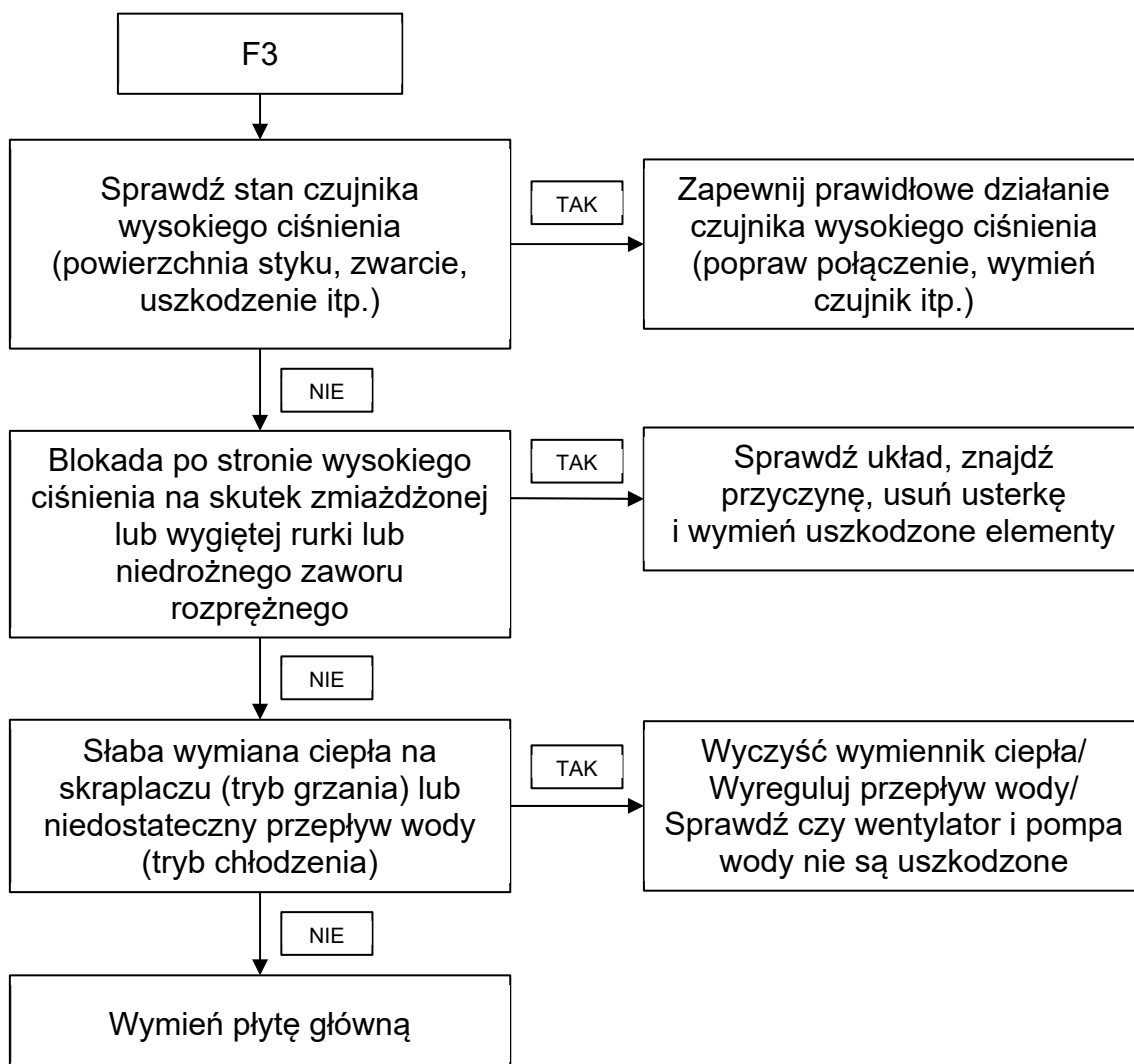 F3
Sprawdź stan czujnika
wysokiego ciśnienia
(powierzchnia styku, zwarcie,
uszkodzenie itp.)
TAK
Zapewnij prawidłowe działanie
czujnika wysokiego ciśnienia
(popraw połączenie, wymień
czujnik itp.)
NIE
Blokada po stronie wysokiego
ciśnienia na skutek zmiażdżonej
lub wygiętej rurki lub
niedrożnego zaworu
rozprężnego
TAK
Sprawdź układ, znajdź
przyczynę, usuń usterkę
i wymień uszkodzone elementy
NIE
Słaba wymiana ciepła na
skraplaczu (tryb grzania) lub
niedostateczny przepływ wody
(tryb chłodzenia)
TAK
Wyczyść wymiennik ciepła/
Wyreguluj przepływ wody/
Sprawdź czy wentylator i pompa
wody nie są uszkodzone
NIE
Wymień płytę główną